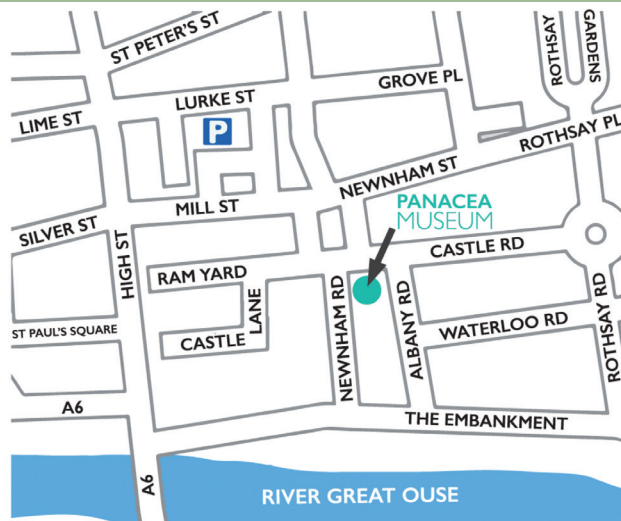 ST PETER'S ST
ROTHSAY
GARDENS
GROVE PL
LURKE ST
LIME ST
P
ROTHSAY PL
NEWNHAM ST
PANACEA
MUSEUM
MILL ST
SILVER ST
CASTLE RD
HIGH ST
RAM YARD
LANE
NEWNHAM RD
ALBANY RD
ROTHSAY RD
WATERLOO RD
ST PAUL'S SQUARE
CASTLE
A6
THE EMBANKMENT
A6
RIVER GREAT OUSE